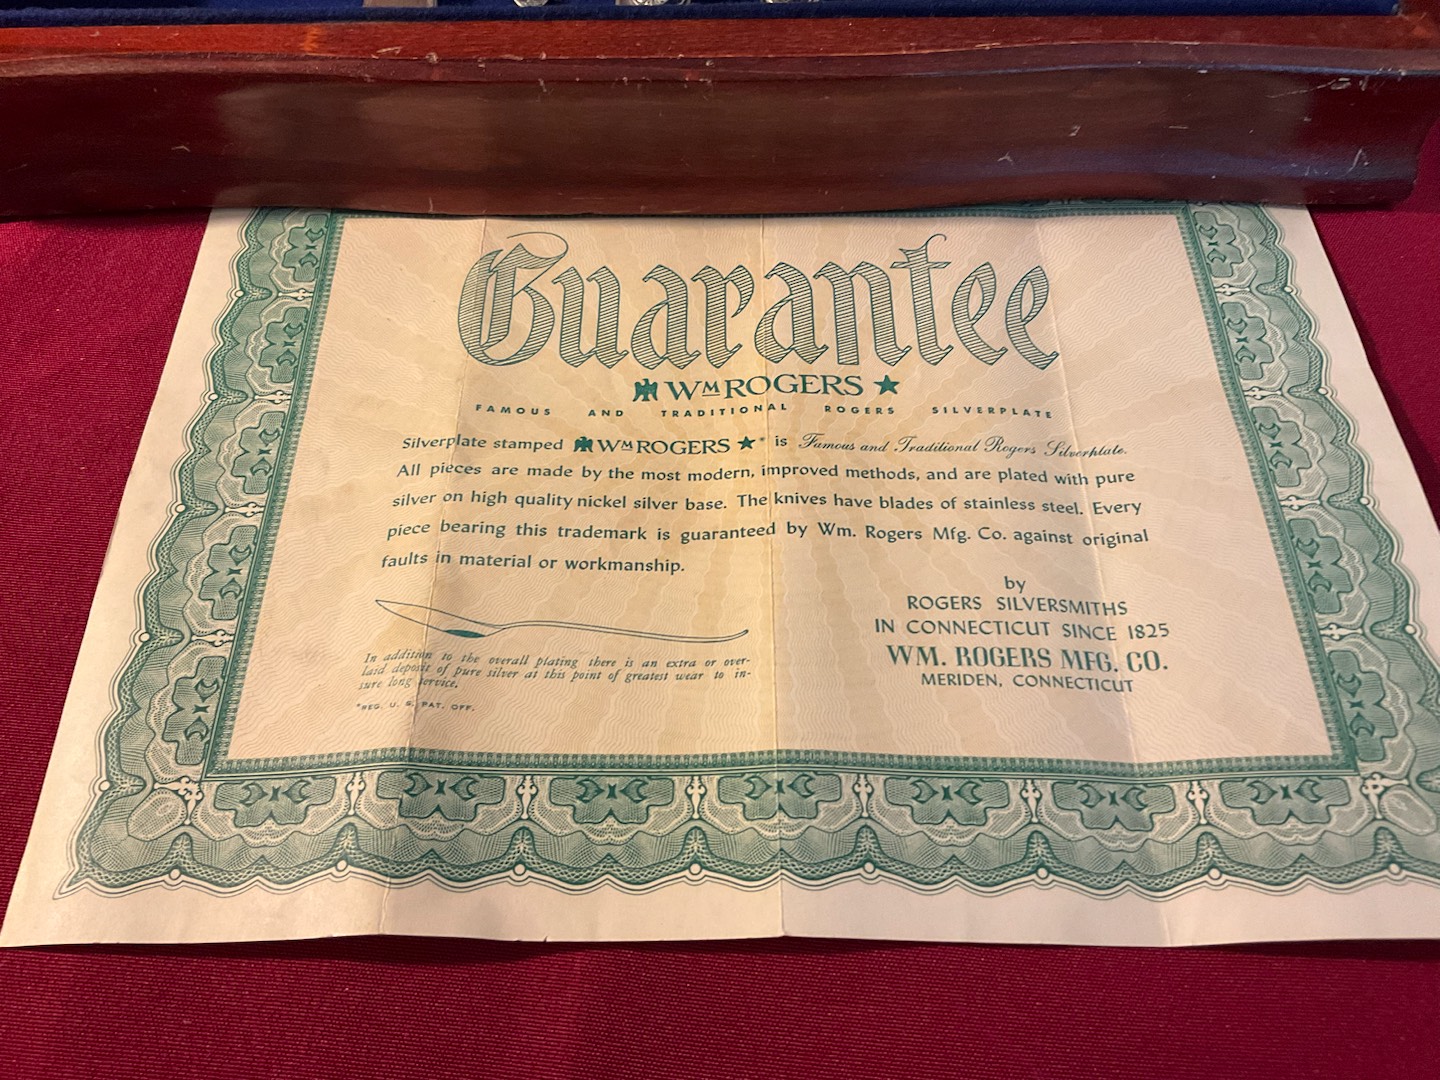 Guarantee
WM ROGERS ★
FAMOUS AND TRADITIONAL ROGERS SILVERPLATE
Silverplate stamped WM ROGERS ★* is Famous and Traditional Rogers Silverplate.
All pieces are made by the most modern, improved methods, and are plated with pure
silver on high quality nickel silver base. The knives have blades of stainless steel. Every
piece bearing this trademark is guaranteed by Wm. Rogers Mfg. Co. against original
faults in material or workmanship.
In addition to the overall plating there is an extra or over-
laid deposit of pure silver at this point of greatest wear to in-
sure long service.
*REG. U. S. PAT. OFF.
by
ROGERS SILVERSMITHS
IN CONNECTICUT SINCE 1825
WM. ROGERS MFG. CO.
MERIDEN, CONNECTICUT